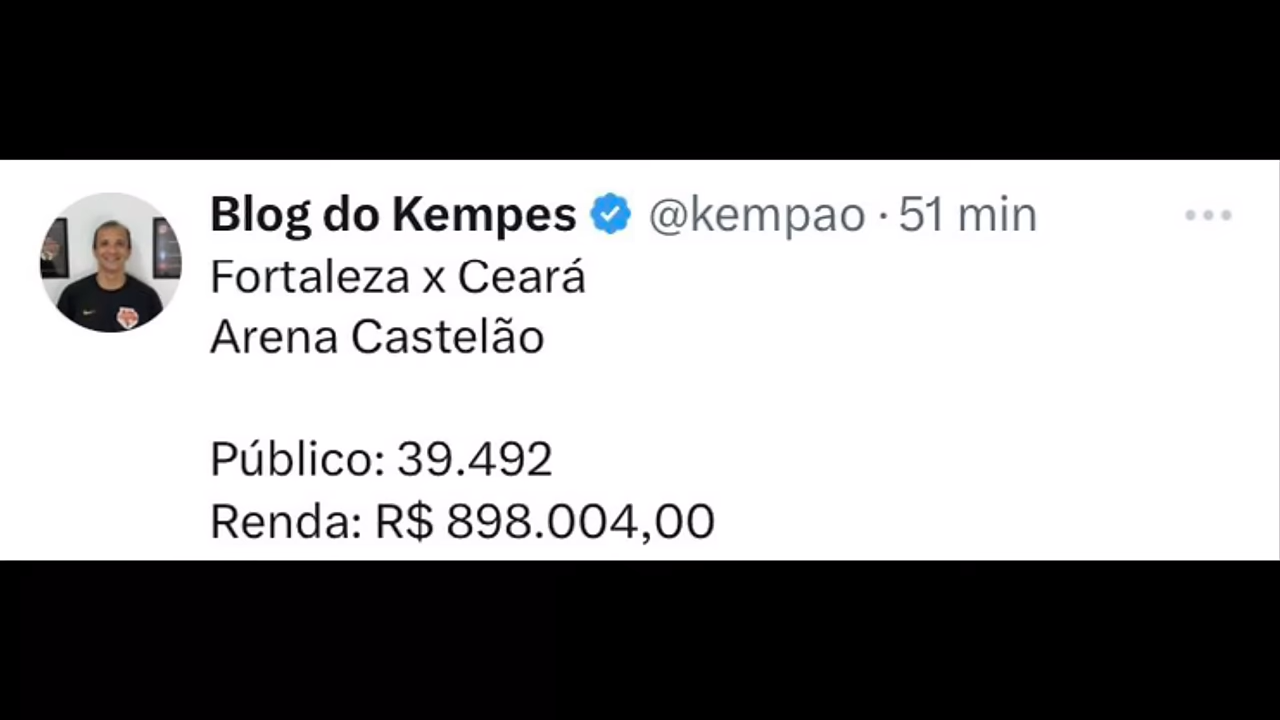 Blog do Kempes @kempao · 51 min
Fortaleza x Ceará
Arena Castelão
Público: 39.492
Renda: R$ 898.004,00